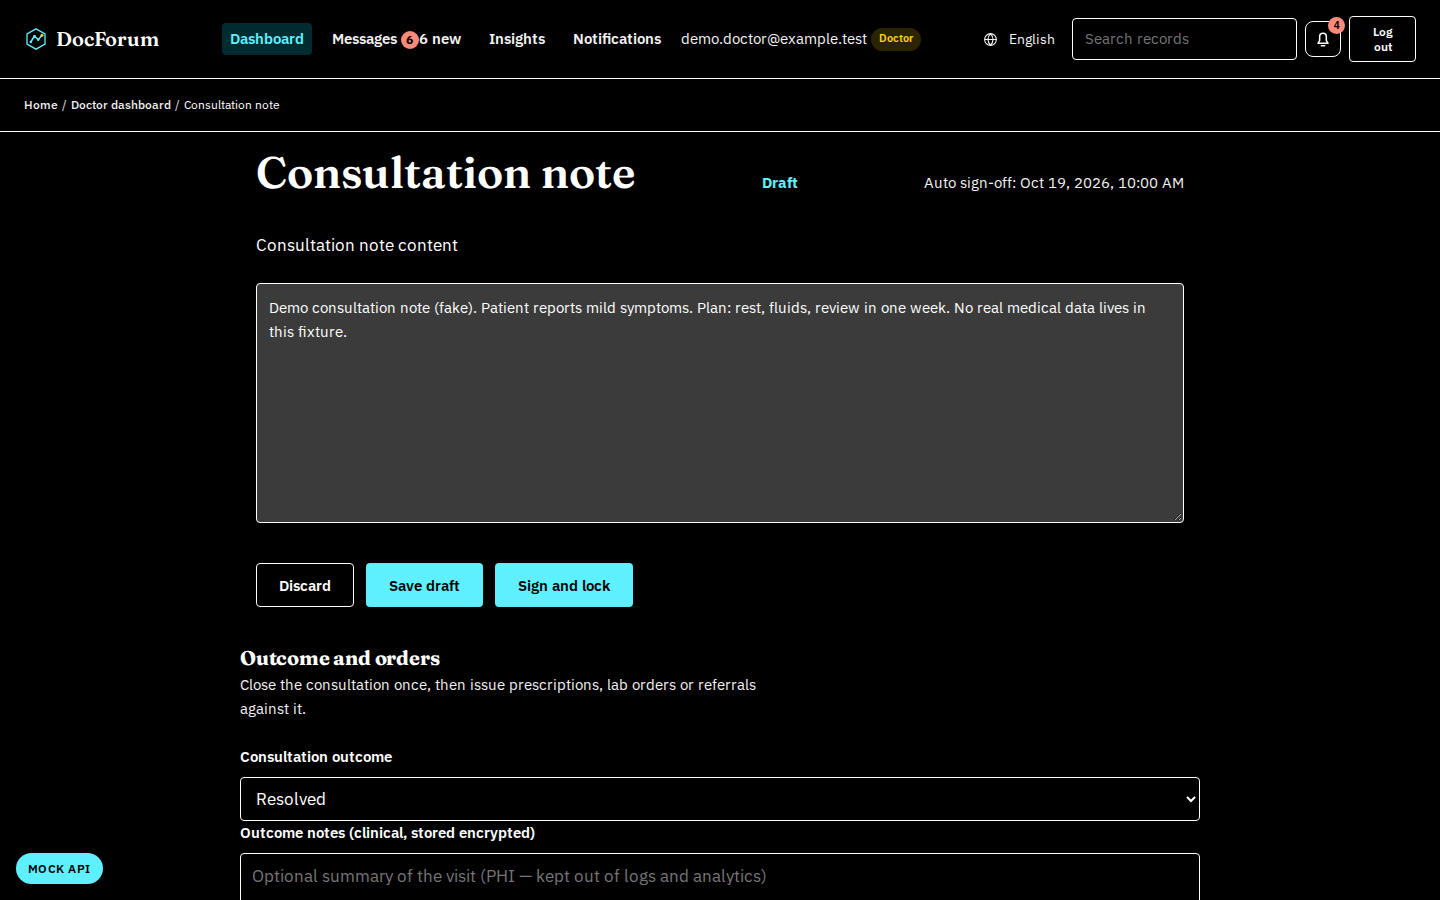 DocForum
Dashboard
Messages 6 6 new
Insights
Notifications
demo.doctor@example.test Doctor
English
Search records
4
Log out
Home / Doctor dashboard / Consultation note
Consultation note
Draft
Auto sign-off: Oct 19, 2026, 10:00 AM
Consultation note content
Demo consultation note (fake). Patient reports mild symptoms. Plan: rest, fluids, review in one week. No real medical data lives in
this fixture.
Discard
Save draft
Sign and lock
Outcome and orders
Close the consultation once, then issue prescriptions, lab orders or referrals
against it.
Consultation outcome
Resolved
Outcome notes (clinical, stored encrypted)
MOCK API
Optional summary of the visit (PHI — kept out of logs and analytics)